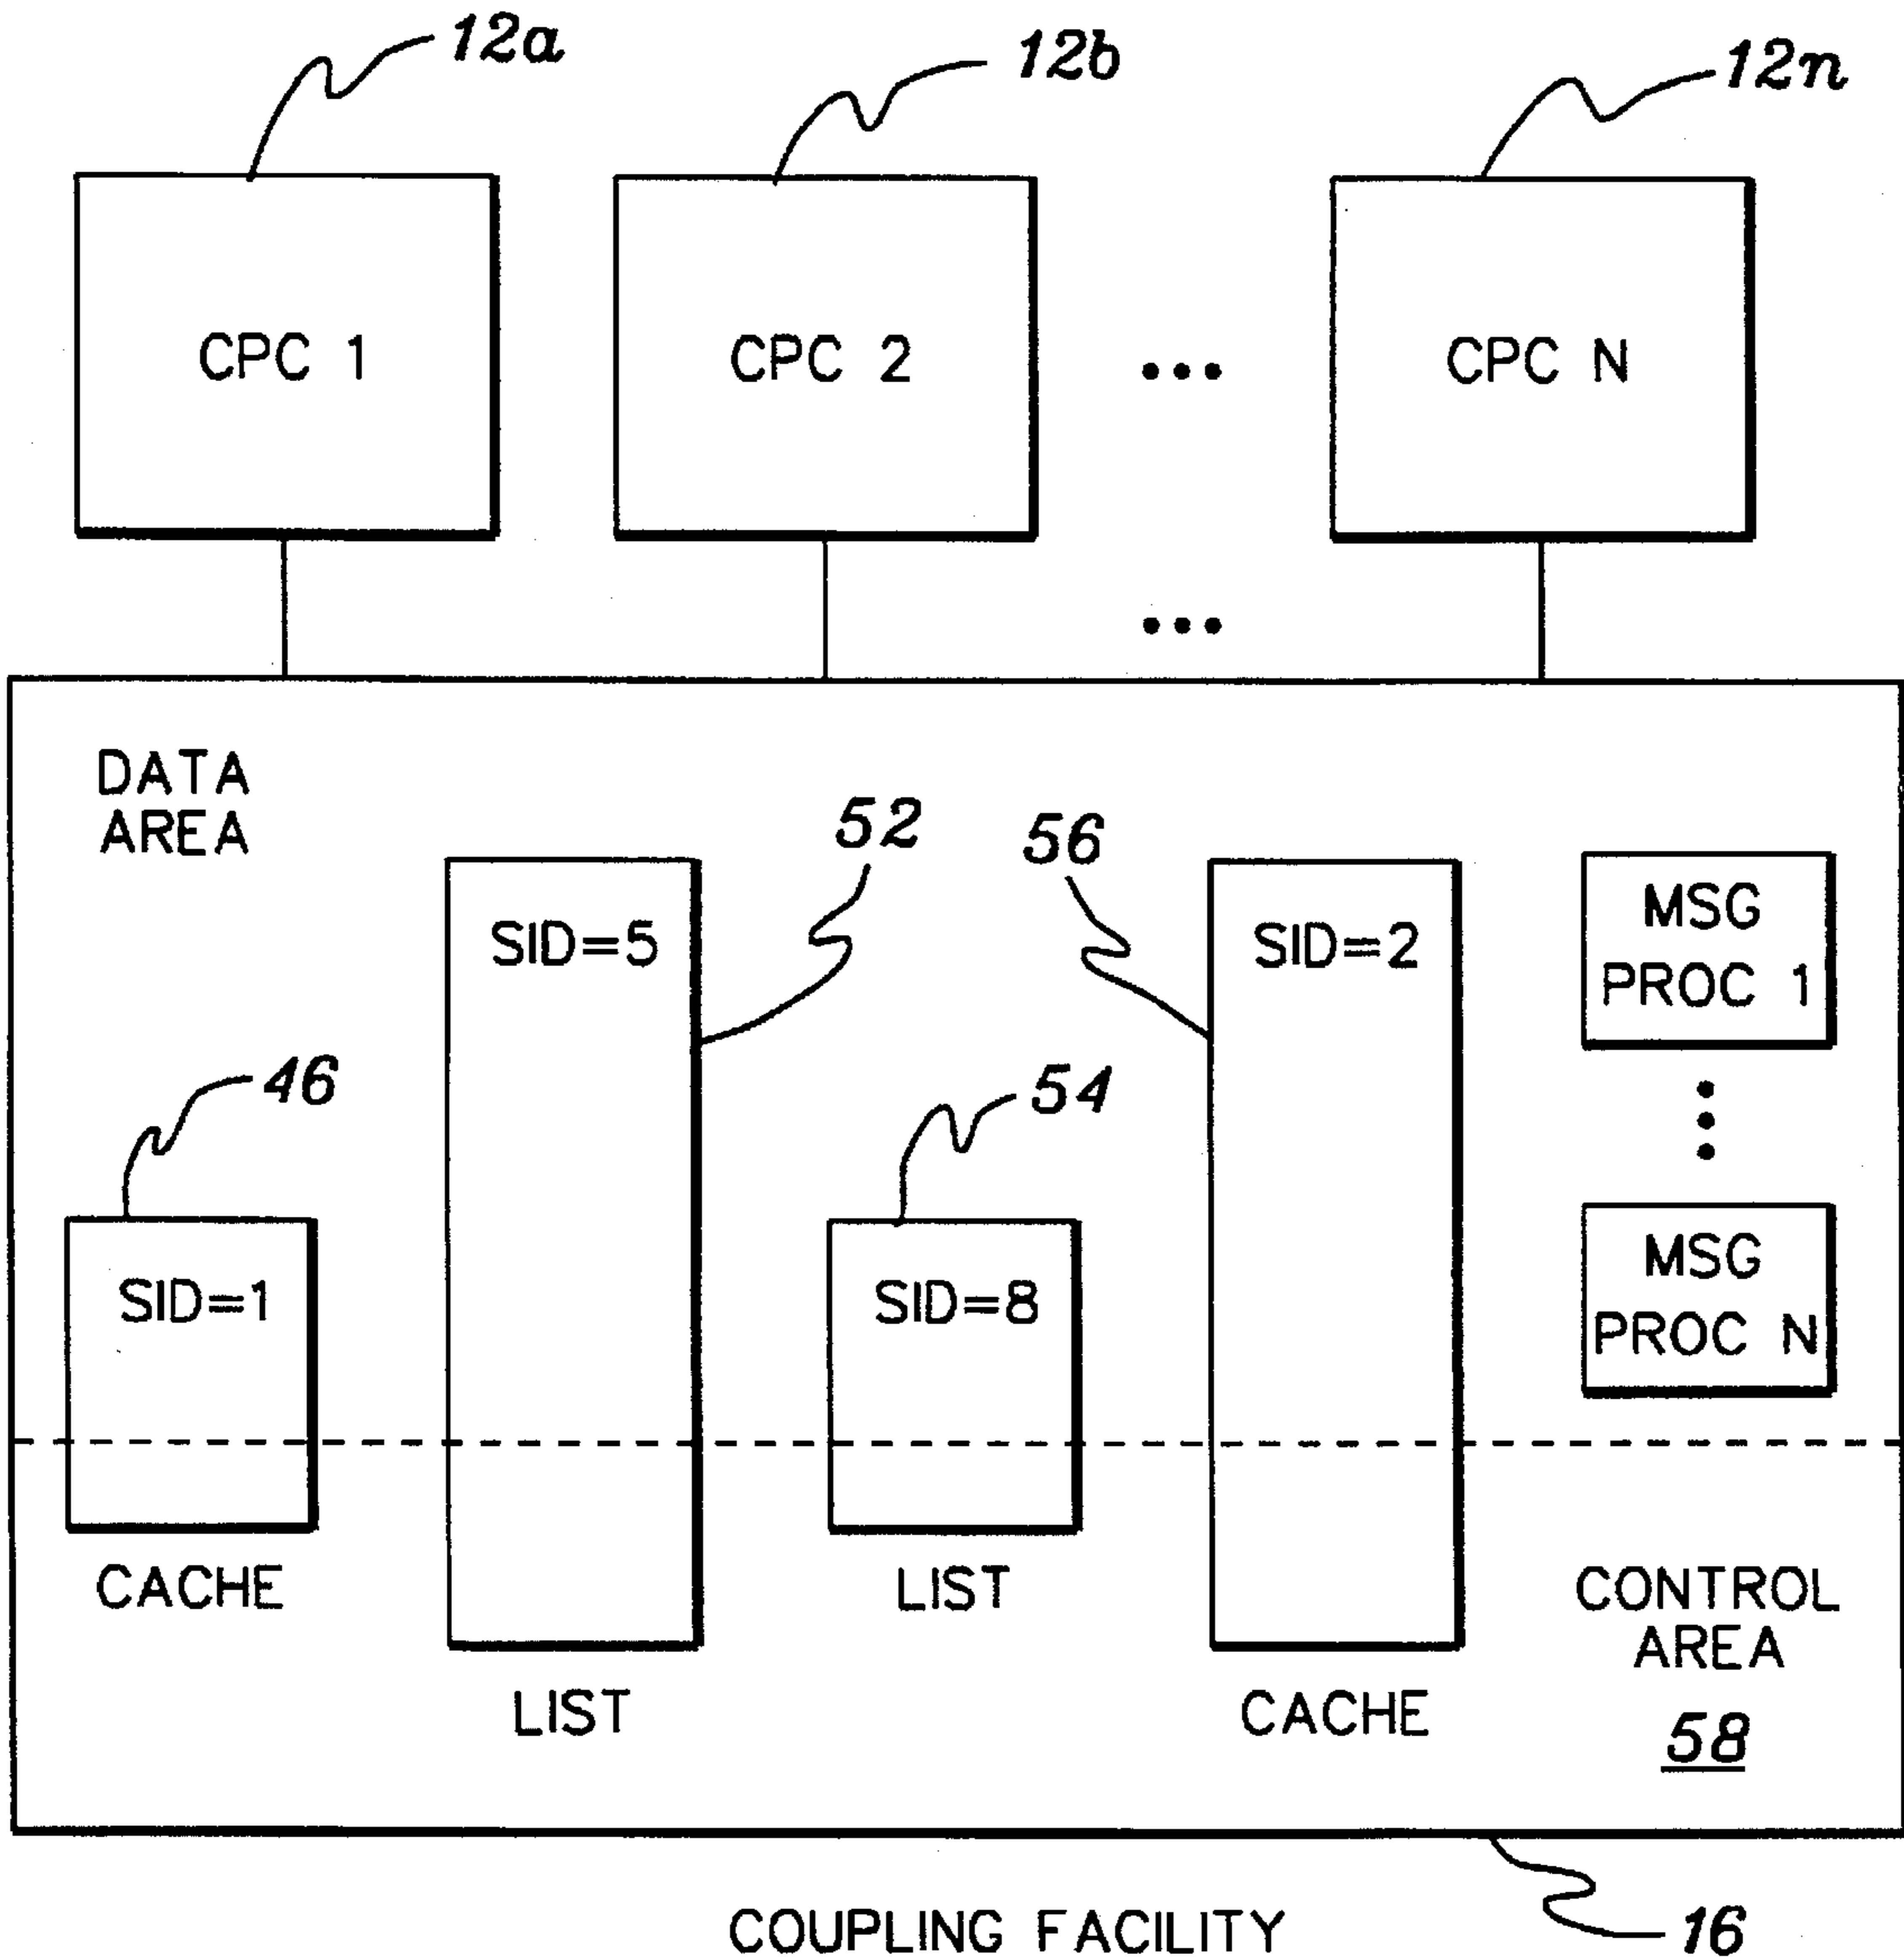 12a
12b
12n
CPC 1
CPC 2
•••
CPC N
•••
DATA
AREA
52
56
SID=5
SID=2
MSG
PROC 1
46
54
SID=1
SID=8
MSG
PROC N
CACHE
LIST
CONTROL
AREA
LIST
CACHE
58
COUPLING FACILITY
16